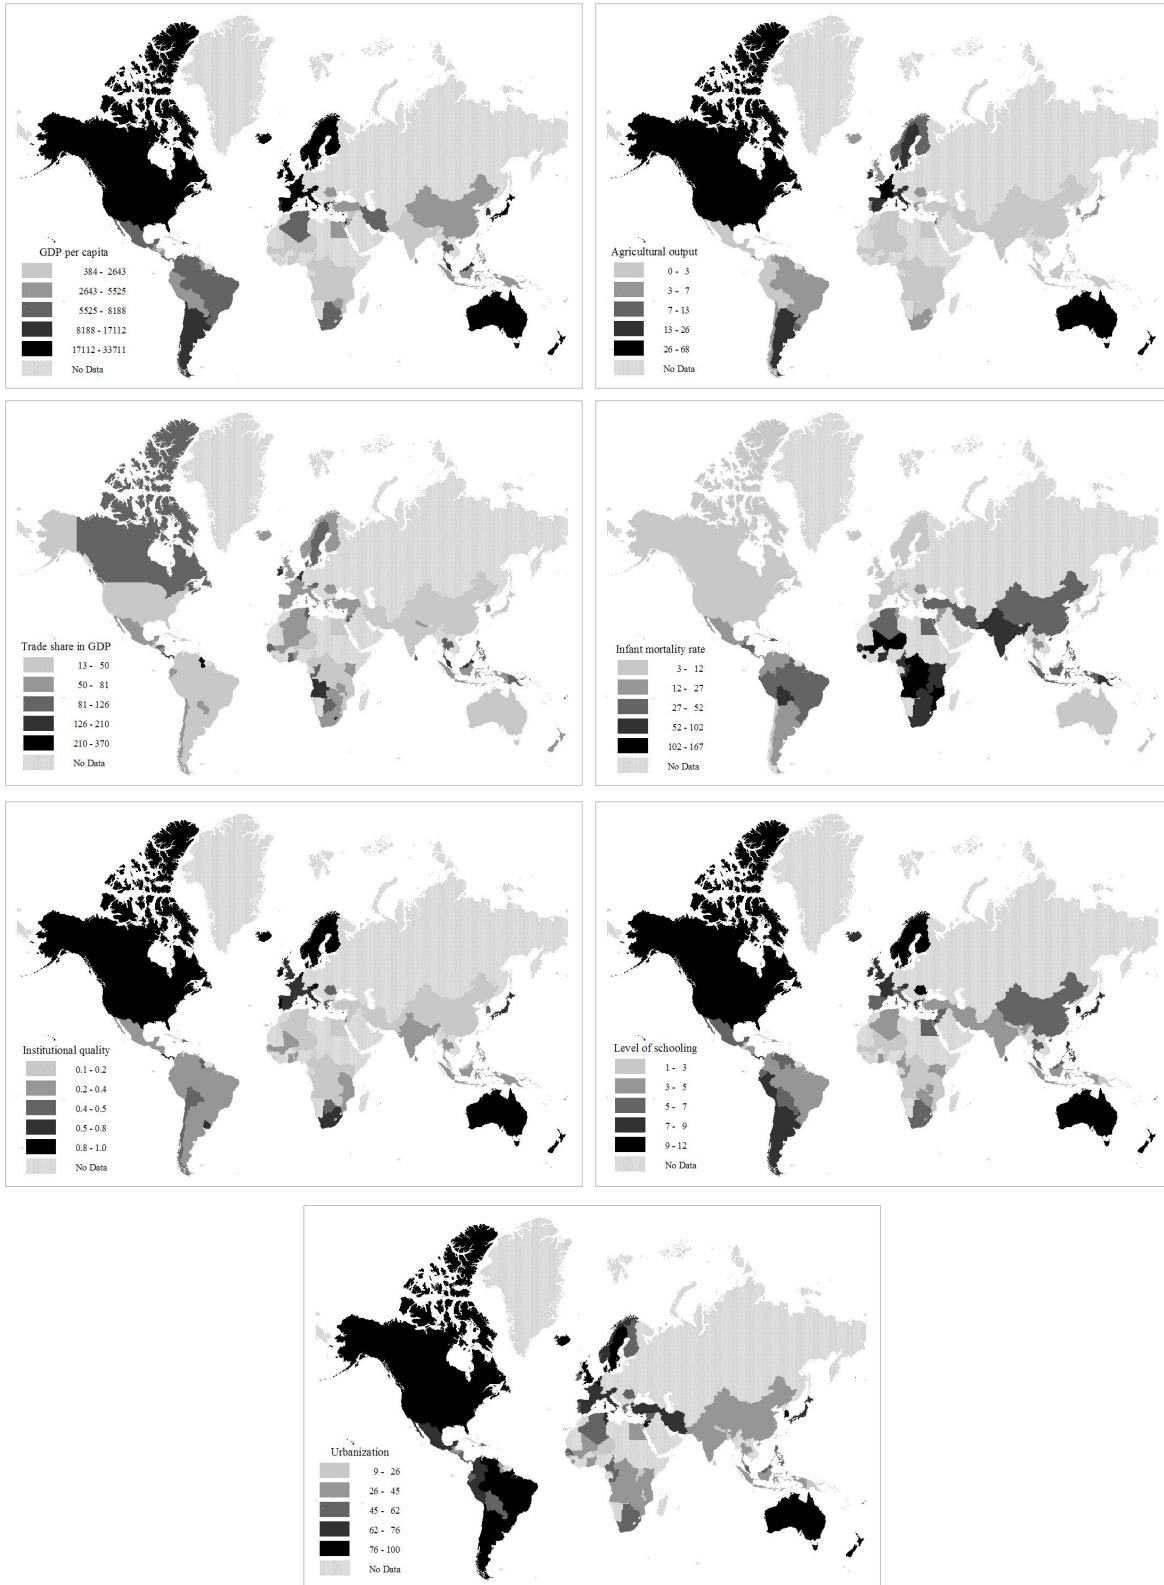 GDP per capita
384 - 2643
2643 - 5525
5525 - 8188
8188 - 17112
17112 - 33711
No Data
Agricultural output
0 - 3
3 - 7
7 - 13
13 - 26
26 - 68
No Data
Trade share in GDP
13 - 50
50 - 81
81 - 126
126 - 210
210 - 370
No Data
Infant mortality rate
3 - 12
12 - 27
27 - 52
52 - 102
102 - 167
No Data
Institutional quality
0.1 - 0.2
0.2 - 0.4
0.4 - 0.5
0.5 - 0.8
0.8 - 1.0
No Data
Level of schooling
1 - 3
3 - 5
5 - 7
7 - 9
9 - 12
No Data
Urbanization
9 - 26
26 - 45
45 - 62
62 - 76
76 - 100
No Data